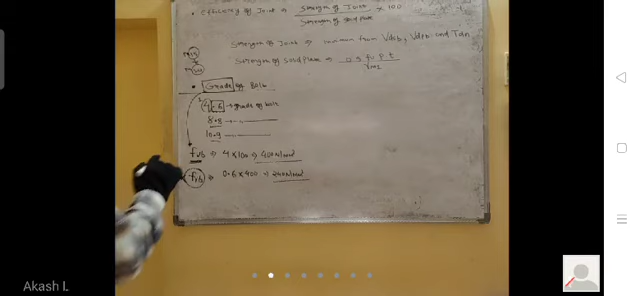 • Efficiency of Joint ⇒ Strength of Joint / Strength of Solid plate × 100
Strength of Joint ⇒ minimum from Vdsb, Vdpb and Tdn
Strength of Solid plate ⇒ 0.9 fu p t / γm2
• Grade of Bolt
4.6 → grade of bolt
8.8 →
10.9
fub ⇒ 4 × 100 ⇒ 400 N/mm²
fyb ⇒ 0.6 × 400 ⇒ 240 N/mm²
Akash L